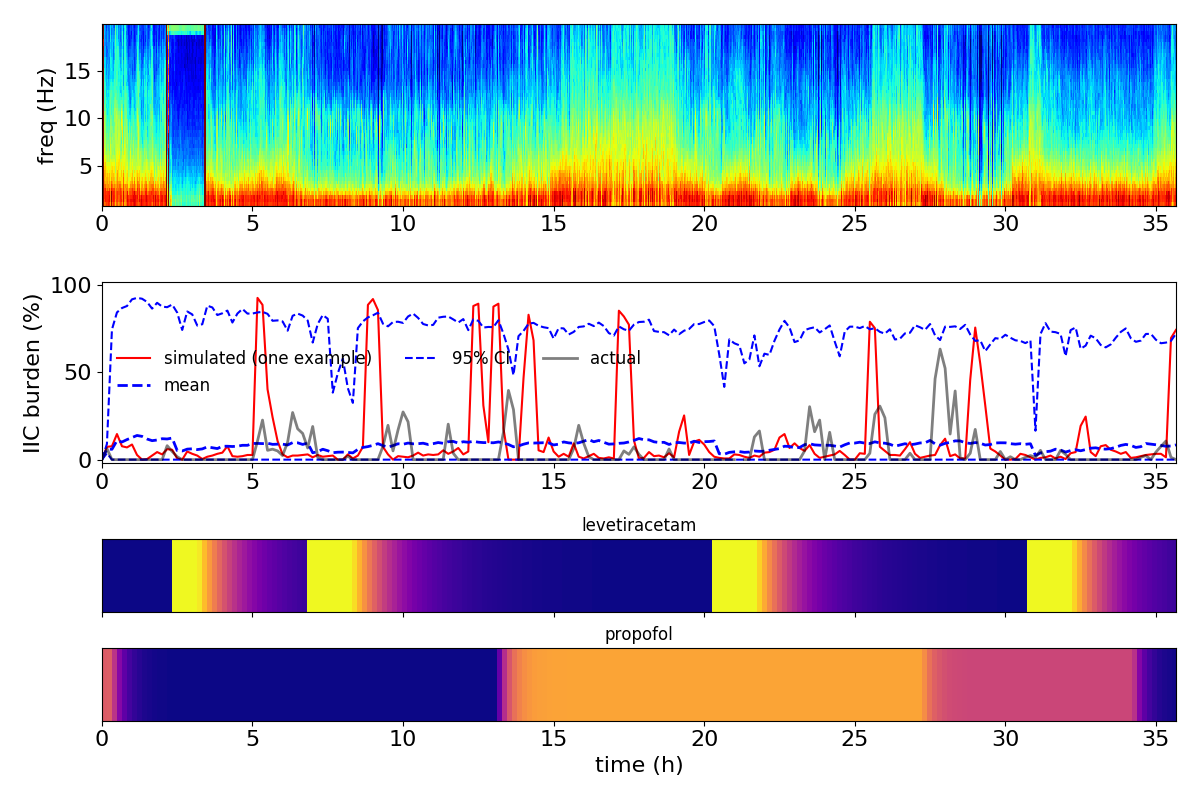 freq (Hz)
15
10
5
0 5 10 15 20 25 30 35
IIC burden (%)
100
50
0
simulated (one example) 95% CI actual
mean
0 5 10 15 20 25 30 35
levetiracetam
propofol
0 5 10 15 20 25 30 35
time (h)